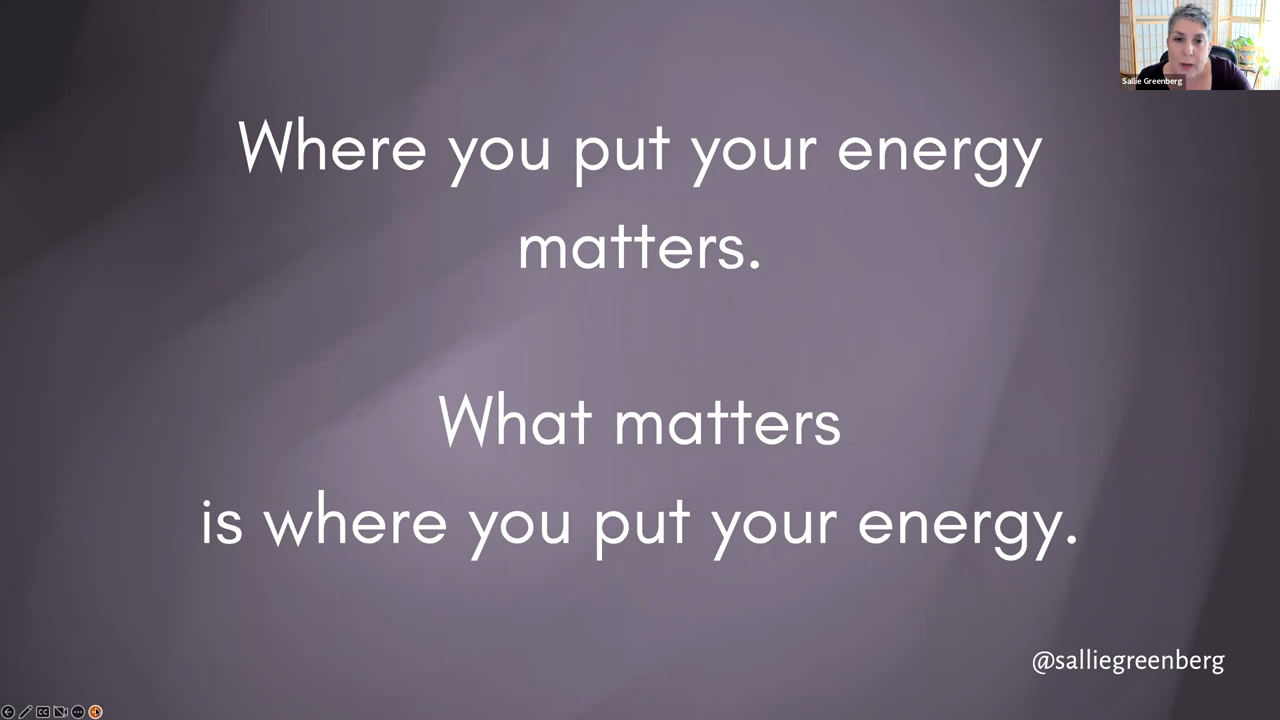 Sallie Greenberg
Where you put your energy
matters.
What matters
is where you put your energy.
@salliegreenberg